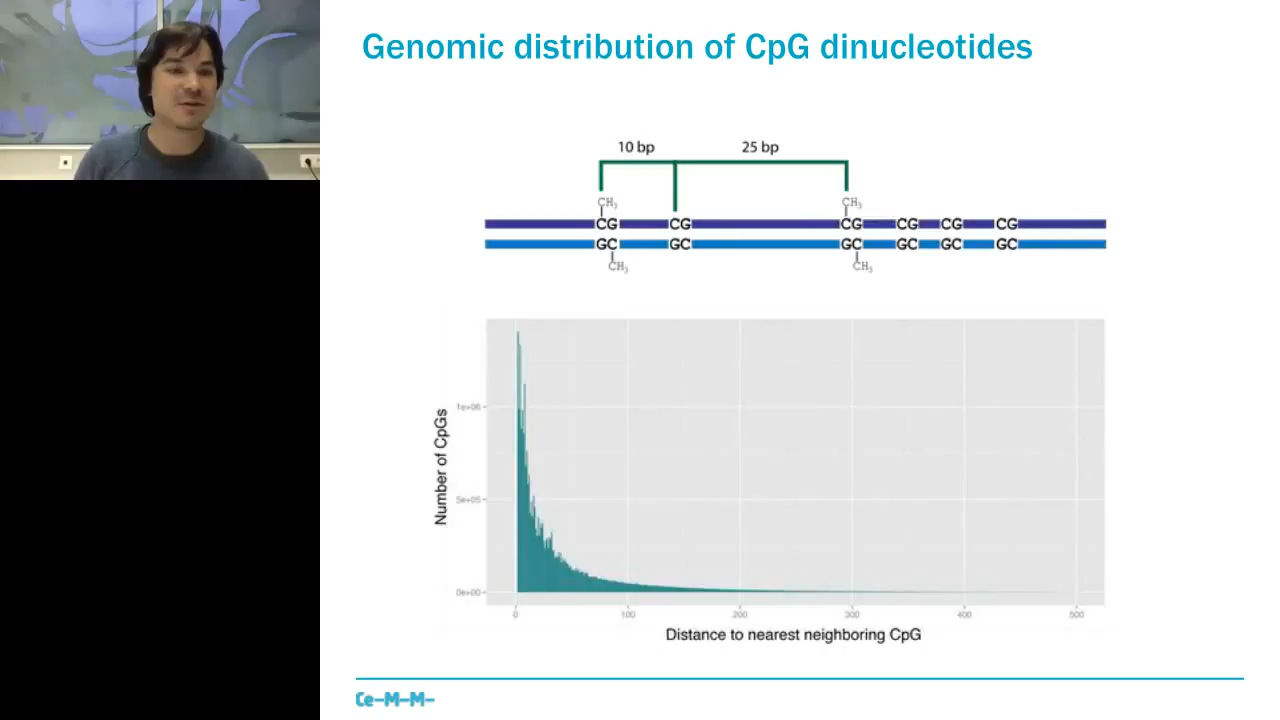 Genomic distribution of CpG dinucleotides
10 bp 25 bp
CH3 CH3
CG CG CG CG CG CG
GC GC GC GC GC GC
CH3 CH3
Number of CpGs
1e+06
5e+05
0e+00
0 100 200 300 400 500
Distance to nearest neighboring CpG
Ce-M-M-